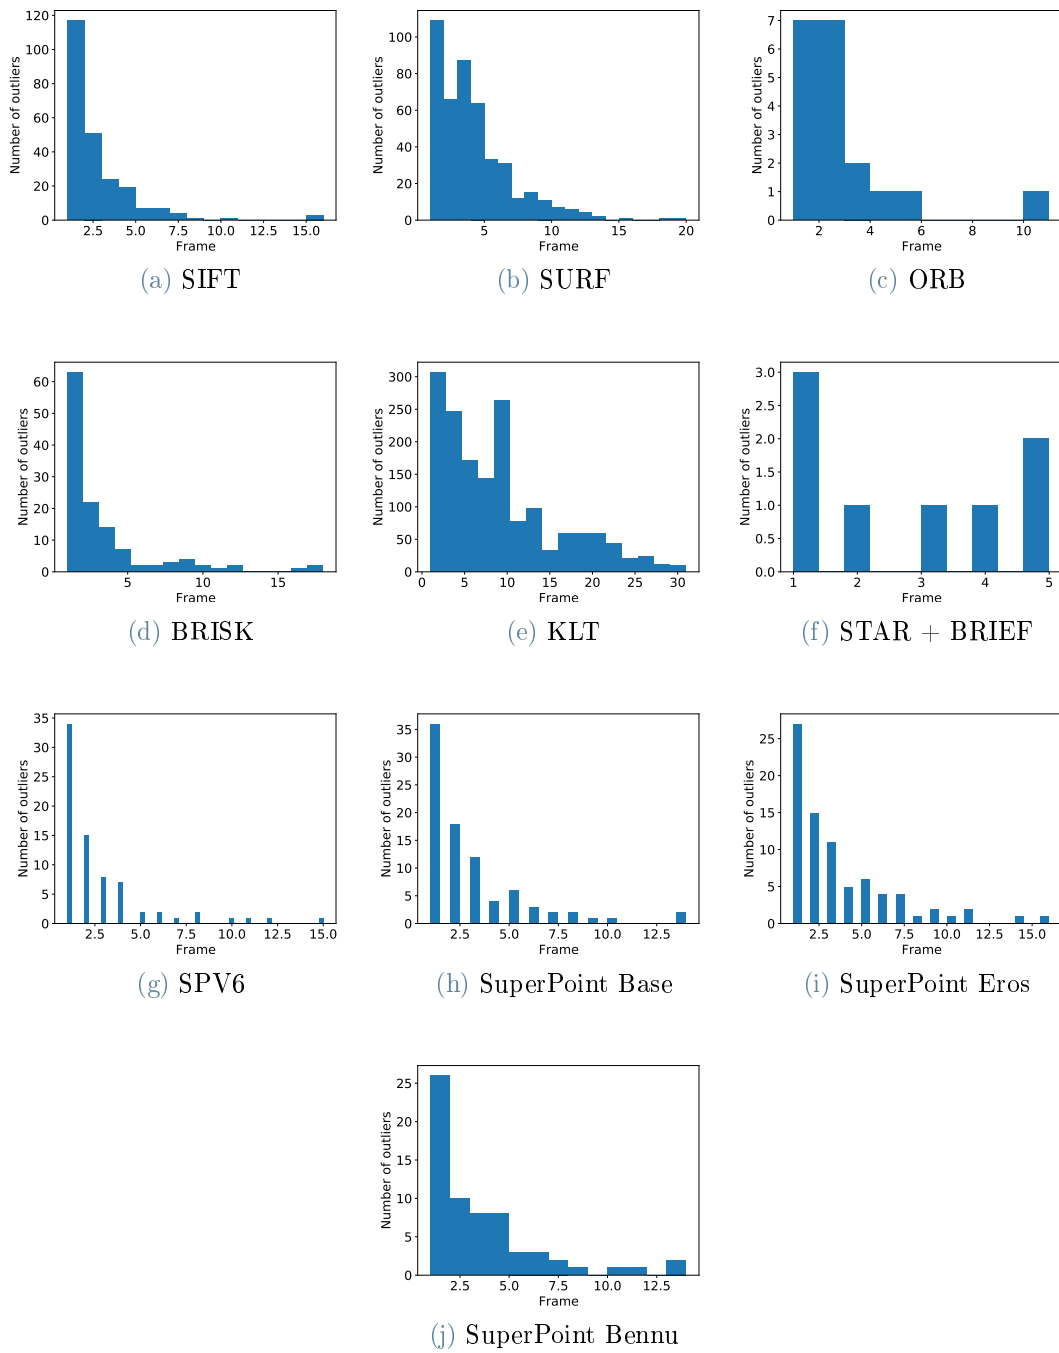 120
100
80
60
40
20
0
Number of outliers
2.5 5.0 7.5 10.0 12.5 15.0
Frame
(a) SIFT
100
80
60
40
20
0
Number of outliers
5 10 15 20
Frame
(b) SURF
7
6
5
4
3
2
1
0
Number of outliers
2 4 6 8 10
Frame
(c) ORB
60
50
40
30
20
10
0
Number of outliers
5 10 15
Frame
(d) BRISK
300
250
200
150
100
50
0
Number of outliers
0 5 10 15 20 25 30
Frame
(e) KLT
3.0
2.5
2.0
1.5
1.0
0.5
0.0
Number of outliers
1 2 3 4 5
Frame
(f) STAR + BRIEF
35
30
25
20
15
10
5
0
Number of outliers
2.5 5.0 7.5 10.0 12.5 15.0
Frame
(g) SPV6
35
30
25
20
15
10
5
0
Number of outliers
2.5 5.0 7.5 10.0 12.5
Frame
(h) SuperPoint Base
25
20
15
10
5
0
Number of outliers
2.5 5.0 7.5 10.0 12.5 15.0
Frame
(i) SuperPoint Eros
25
20
15
10
5
0
Number of outliers
2.5 5.0 7.5 10.0 12.5
Frame
(j) SuperPoint Bennu